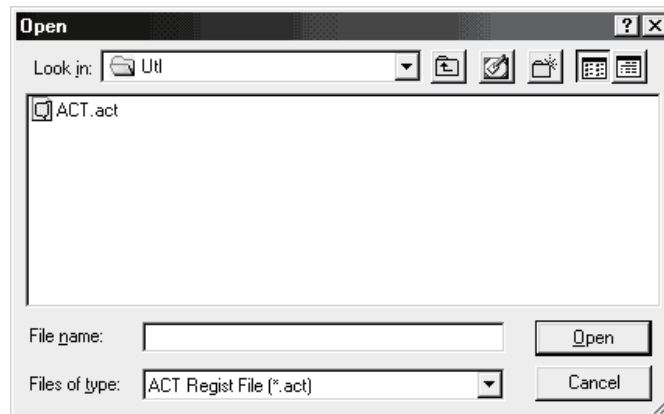 Open
Look in: Utl
ACT.act
File name: Open
Files of type: ACT Regist File (*.act) Cancel